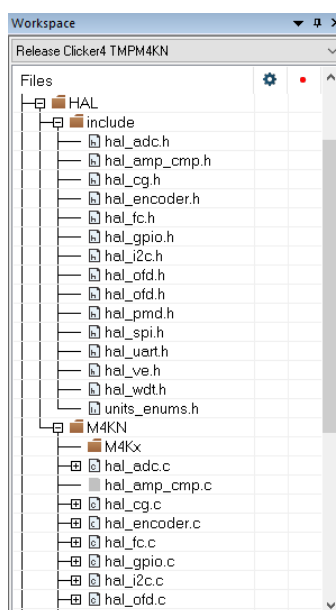 Workspace
Release Clicker4 TMPM4KN
Files
HAL
include
hal_adc.h
hal_amp_cmp.h
hal_cg.h
hal_encoder.h
hal_fc.h
hal_gpio.h
hal_i2c.h
hal_ofd.h
hal_ofd.h
hal_pmd.h
hal_spi.h
hal_uart.h
hal_ve.h
hal_wdt.h
units_enums.h
M4KN
M4Kx
hal_adc.c
hal_amp_cmp.c
hal_cg.c
hal_encoder.c
hal_fc.c
hal_gpio.c
hal_i2c.c
hal_ofd.c